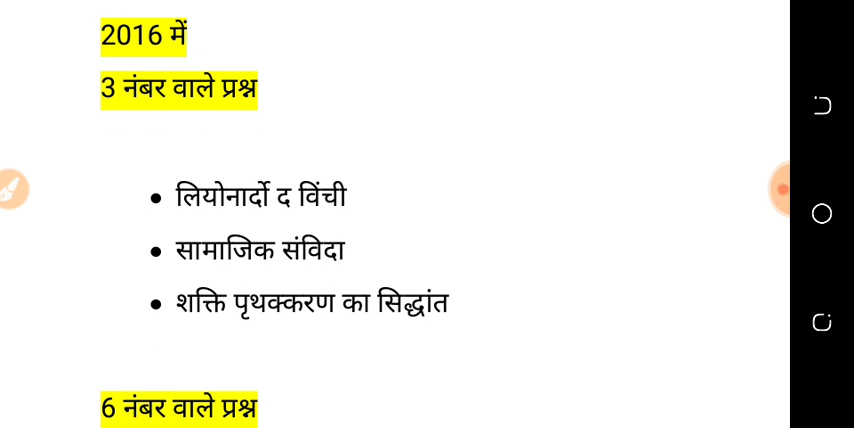 2016 में
3 नंबर वाले प्रश्न
• लियोनार्दो द विंची
• सामाजिक संविदा
• शक्ति पृथक्करण का सिद्धांत
6 नंबर वाले प्रश्न